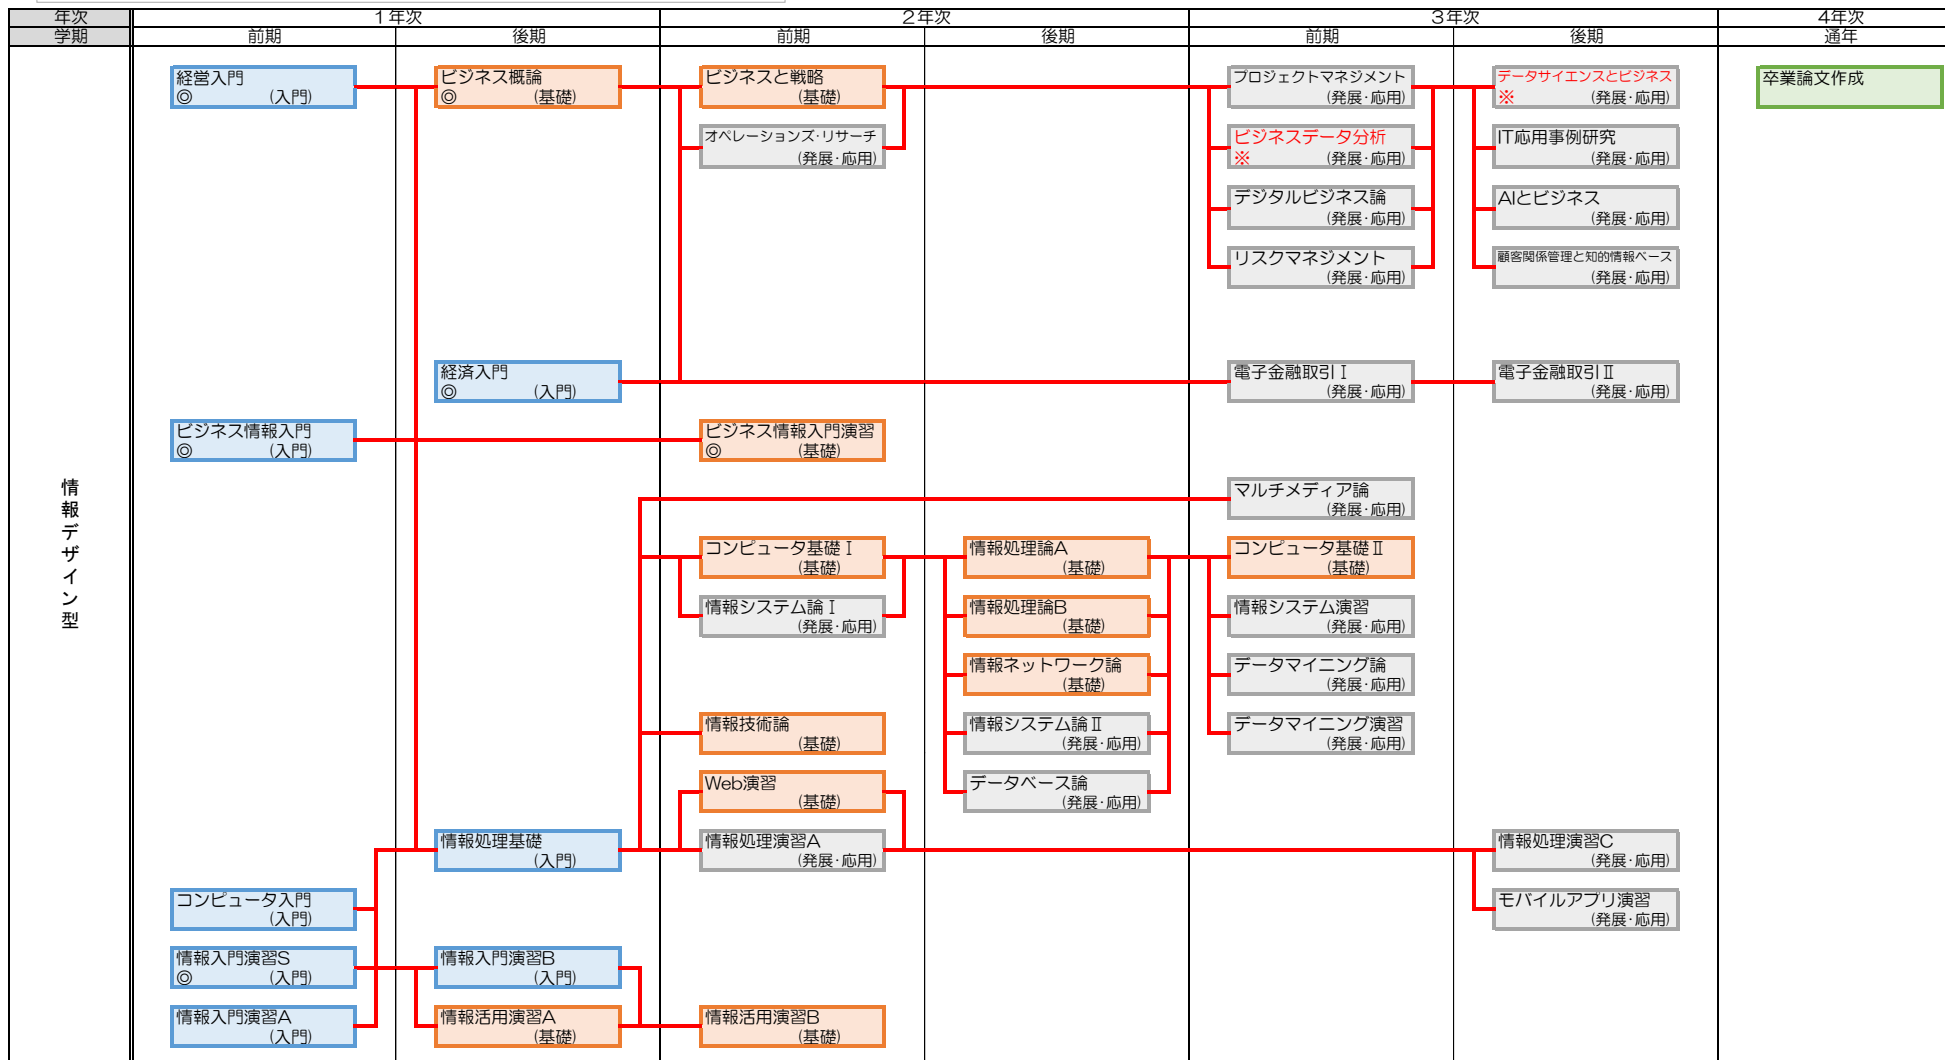 年次 1年次 2年次 3年次 4年次
学期 前期 後期 前期 後期 前期 後期 通年
情報デザイン型
経営入門
◎ (入門)
ビジネス概論
◎ (基礎)
ビジネスと戦略
(基礎)
プロジェクトマネジメント
(発展・応用)
データサイエンスとビジネス
※ (発展・応用)
卒業論文作成
オペレーションズ・リサーチ
(発展・応用)
ビジネスデータ分析
※ (発展・応用)
IT応用事例研究
(発展・応用)
デジタルビジネス論
(発展・応用)
AIとビジネス
(発展・応用)
リスクマネジメント
(発展・応用)
顧客関係管理と知的情報ベース
(発展・応用)
経済入門
◎ (入門)
電子金融取引Ⅰ
(発展・応用)
電子金融取引Ⅱ
(発展・応用)
ビジネス情報入門
◎ (入門)
ビジネス情報入門演習
◎ (基礎)
マルチメディア論
(発展・応用)
コンピュータ基礎Ⅰ
(基礎)
情報処理論A
(基礎)
コンピュータ基礎Ⅱ
(基礎)
情報システム論Ⅰ
(発展・応用)
情報処理論B
(基礎)
情報システム演習
(発展・応用)
情報ネットワーク論
(基礎)
データマイニング論
(発展・応用)
情報技術論
(基礎)
情報システム論Ⅱ
(発展・応用)
データマイニング演習
(発展・応用)
Web演習
(基礎)
データベース論
(発展・応用)
情報処理基礎
(入門)
情報処理演習A
(発展・応用)
情報処理演習C
(発展・応用)
コンピュータ入門
(入門)
モバイルアプリ演習
(発展・応用)
情報入門演習S
◎ (入門)
情報入門演習B
(入門)
情報入門演習A
(入門)
情報活用演習A
(基礎)
情報活用演習B
(基礎)